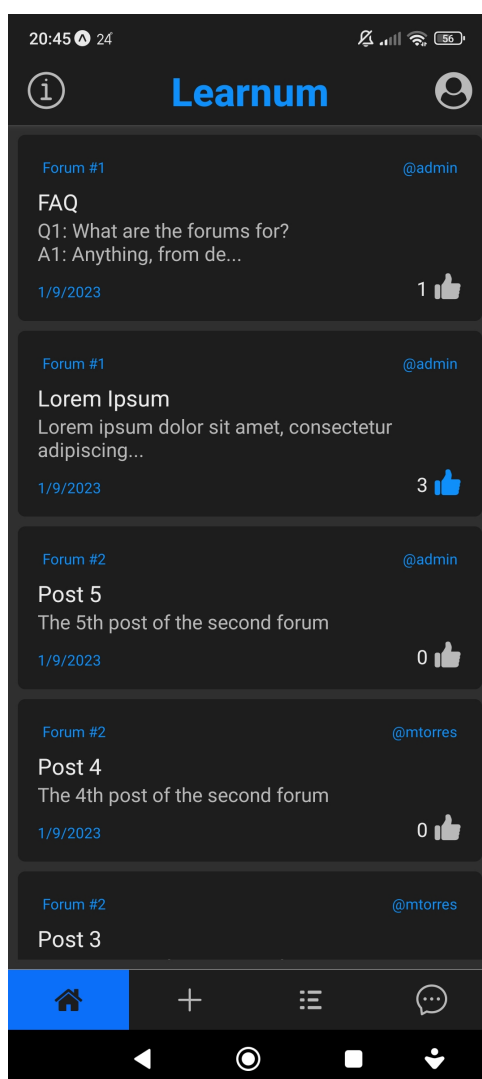 20:45 24
56
Learnum
Forum #1 @admin
FAQ
Q1: What are the forums for?
A1: Anything, from de...
1/9/2023 1
Forum #1 @admin
Lorem Ipsum
Lorem ipsum dolor sit amet, consectetur
adipiscing...
1/9/2023 3
Forum #2 @admin
Post 5
The 5th post of the second forum
1/9/2023 0
Forum #2 @mtorres
Post 4
The 4th post of the second forum
1/9/2023 0
Forum #2 @mtorres
Post 3